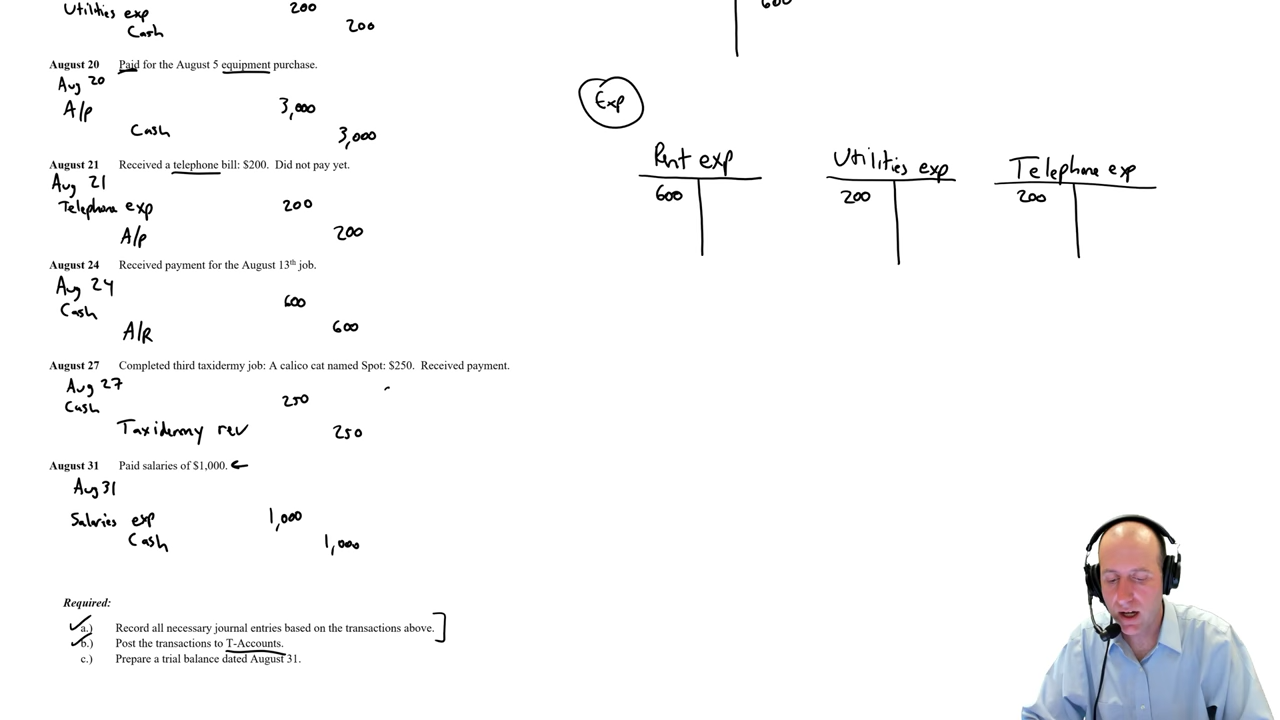 Utilities exp 200
Cash 200
August 20 Paid for the August 5 equipment purchase.
Aug 20
A/p 3,000
Cash 3,000
August 21 Received a telephone bill: $200. Did not pay yet.
Aug 21
Telephone exp 200
A/p 200
August 24 Received payment for the August 13th job.
Aug 24
Cash 600
A/R 600
August 27 Completed third taxidermy job: A calico cat named Spot: $250. Received payment.
Aug 27
Cash 250
Taxidermy rev 250
August 31 Paid salaries of $1,000.
Aug 31
Salaries exp 1,000
Cash 1,000
Required:
a.) Record all necessary journal entries based on the transactions above.
b.) Post the transactions to T-Accounts.
c.) Prepare a trial balance dated August 31.
600
Exp
Rent exp Utilities exp Telephone exp
600 200 200